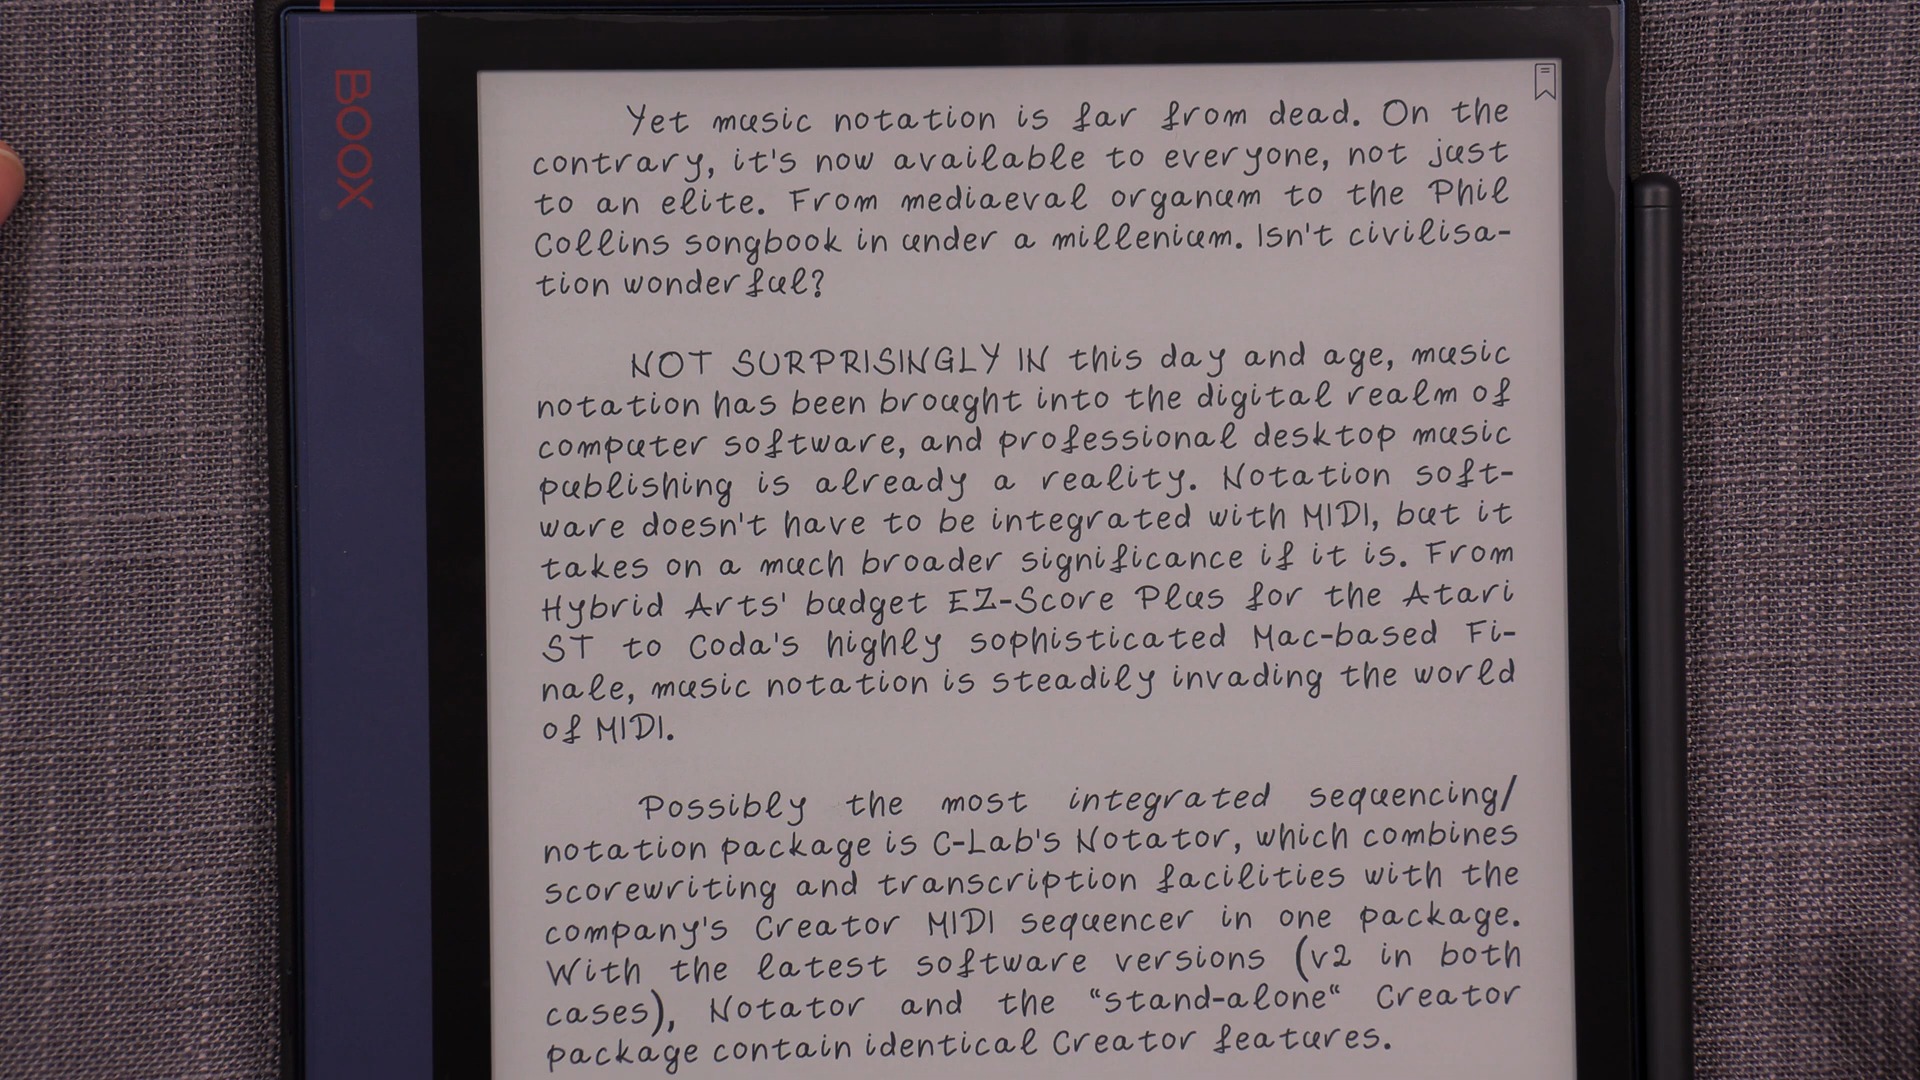 BOOX
Yet music notation is far from dead. On the
contrary, it's now available to everyone, not just
to an elite. From mediaeval organum to the Phil
Collins songbook in under a millenium. Isn't civilisa-
tion wonderful?
NOT SURPRISINGLY IN this day and age, music
notation has been brought into the digital realm of
computer software, and professional desktop music
publishing is already a reality. Notation soft-
ware doesn't have to be integrated with MIDI, but it
takes on a much broader significance if it is. From
Hybrid Arts' budget EZ-Score Plus for the Atari
ST to Coda's highly sophisticated Mac-based Fi-
nale, music notation is steadily invading the world
of MIDI.
Possibly the most integrated sequencing/
notation package is C-Lab's Notator, which combines
scorewriting and transcription facilities with the
company's Creator MIDI sequencer in one package.
With the latest software versions (v2 in both
cases), Notator and the "stand-alone" Creator
package contain identical Creator features.